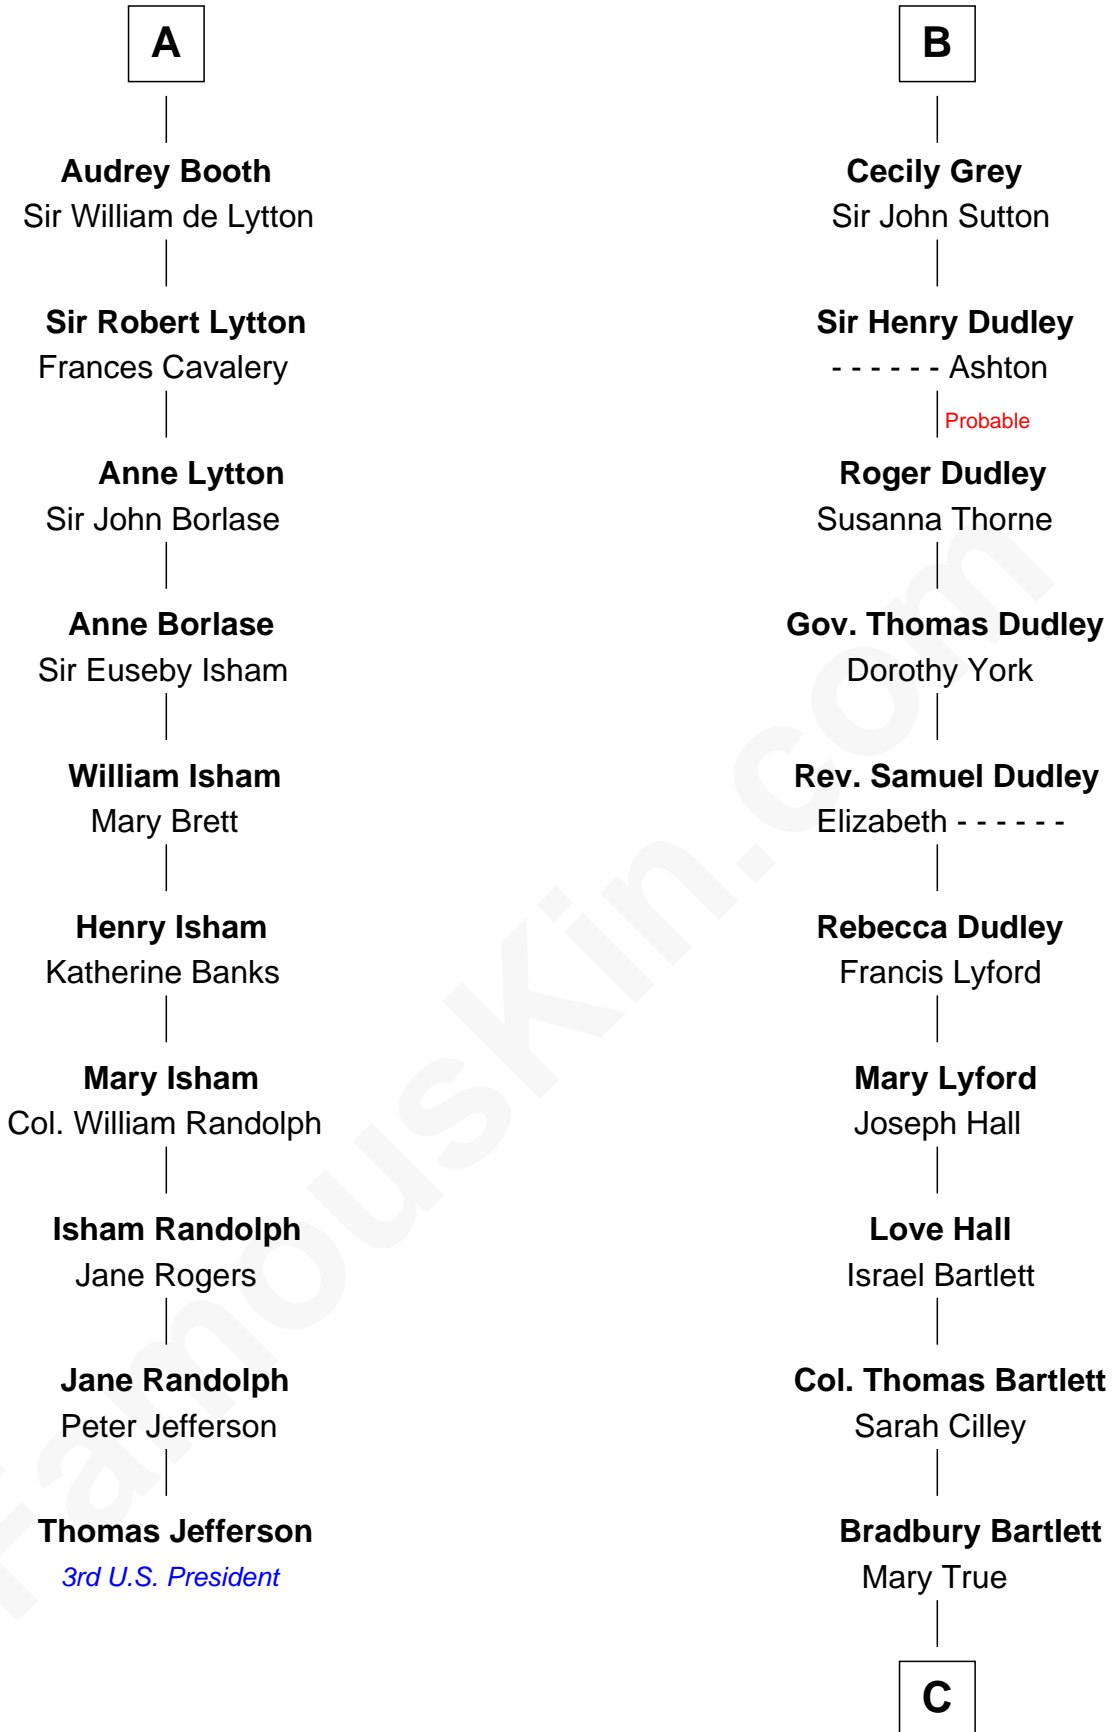 A
Audrey Booth
Sir William de Lytton
Sir Robert Lytton
Frances Cavalery
Anne Lytton
Sir John Borlase
Anne Borlase
Sir Euseby Isham
William Isham
Mary Brett
Henry Isham
Katherine Banks
Mary Isham
Col. William Randolph
Isham Randolph
Jane Rogers
Jane Randolph
Peter Jefferson
Thomas Jefferson
3rd U.S. President
B
Cecily Grey
Sir John Sutton
Sir Henry Dudley
- - - - - - Ashton
Probable
Roger Dudley
Susanna Thorne
Gov. Thomas Dudley
Dorothy York
Rev. Samuel Dudley
Elizabeth - - - - - -
Rebecca Dudley
Francis Lyford
Mary Lyford
Joseph Hall
Love Hall
Israel Bartlett
Col. Thomas Bartlett
Sarah Cilley
Bradbury Bartlett
Mary True
C
FamousKin.com